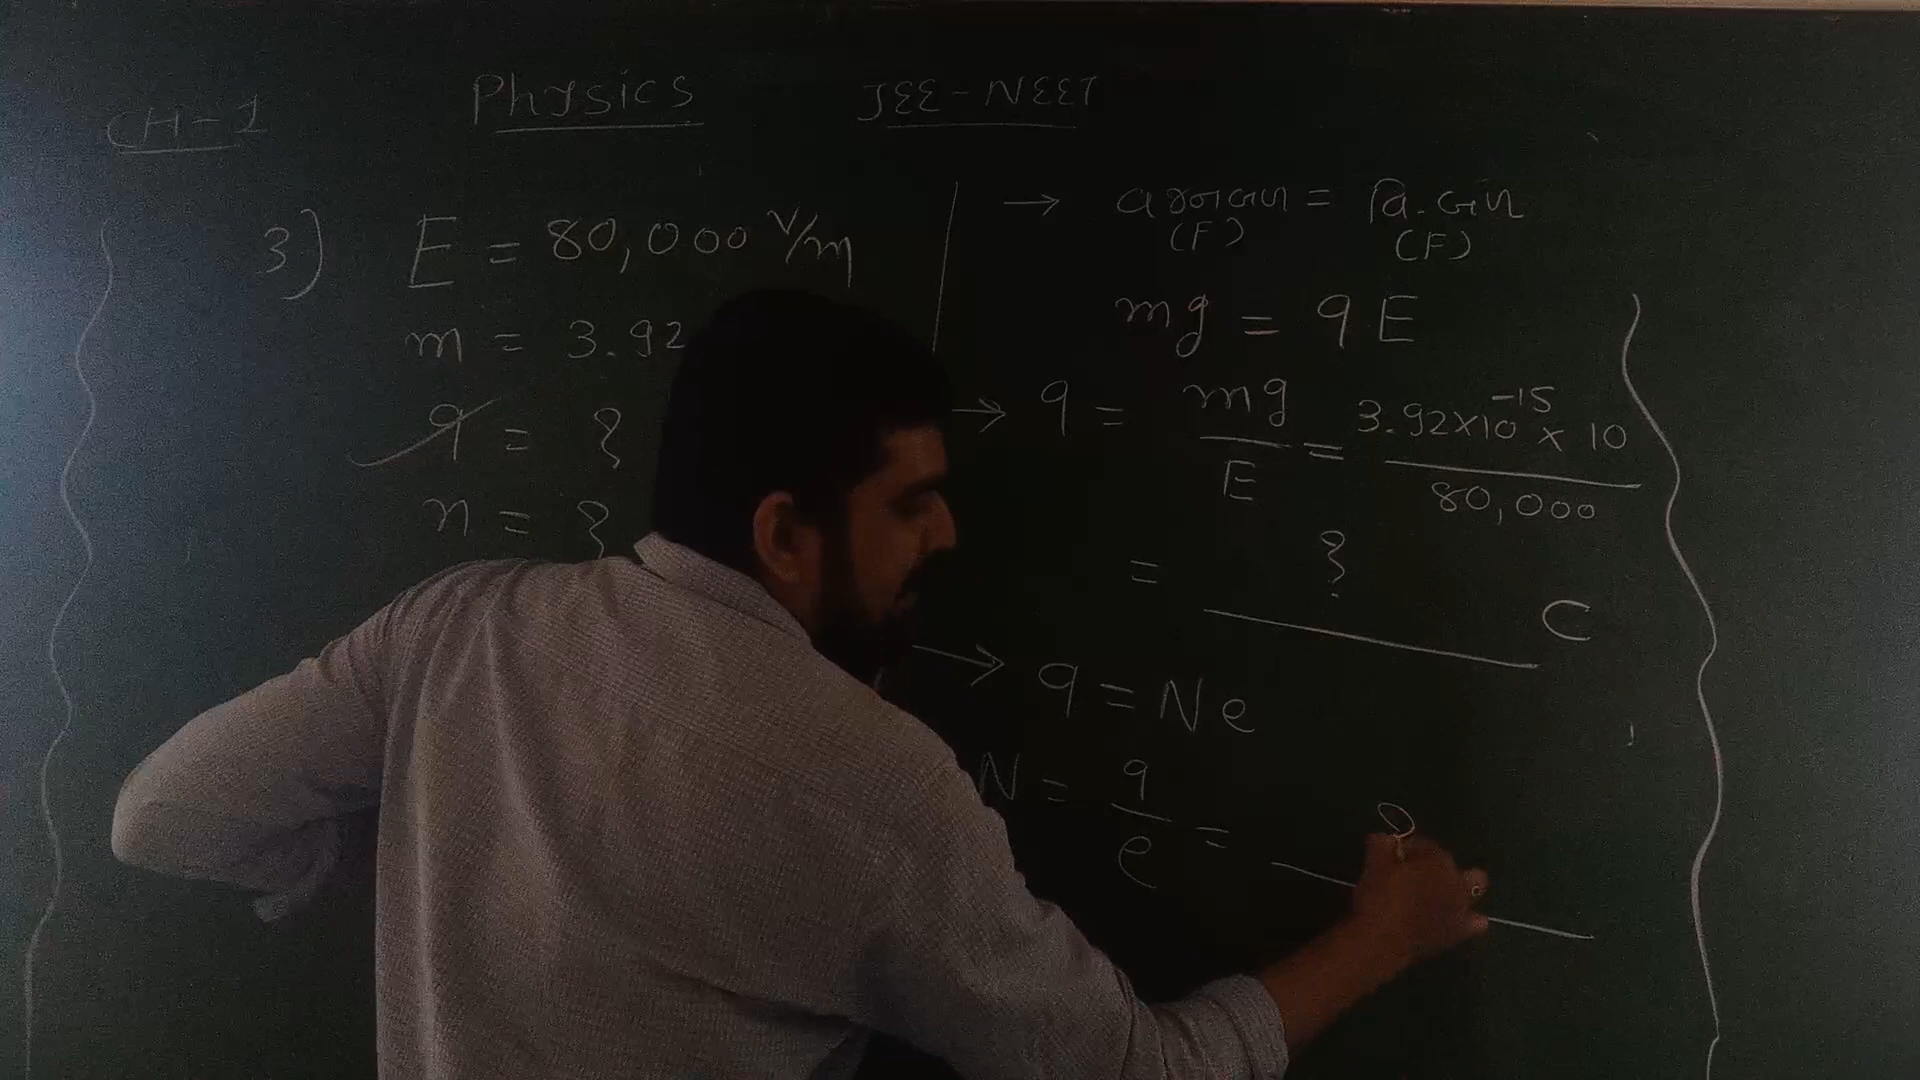 CH-1
Physics
JEE-NEET
3) E = 80,000 V/m
m = 3.92
q = ?
n = ?
→ વજનબળ = વિ.બળ
(F) (F)
mg = qE
→ q = mg/E = 3.92×10⁻¹⁵ × 10 / 80,000
= ? C
→ q = Ne
N = q/e =